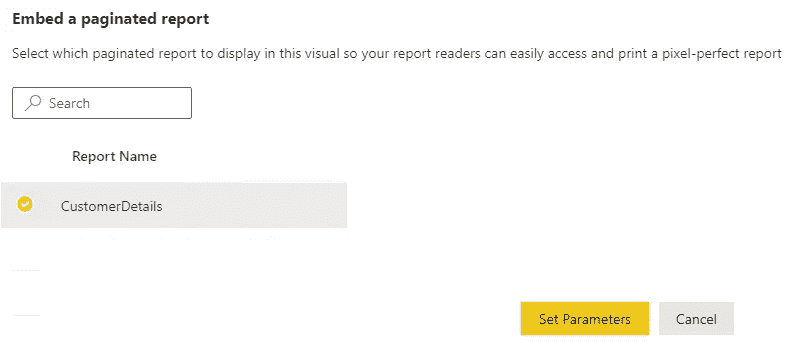 Embed a paginated report
Select which paginated report to display in this visual so your report readers can easily access and print a pixel-perfect report
Search
Report Name
CustomerDetails
Set Parameters
Cancel